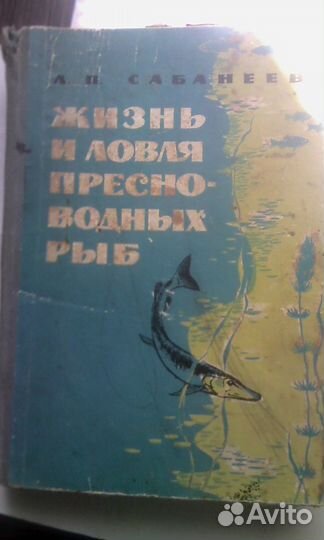 Л. П. САБАНЕЕВ
ЖИЗНЬ
И ЛОВЛЯ
ПРЕСНО-
ВОДНЫХ
РЫБ
Avito